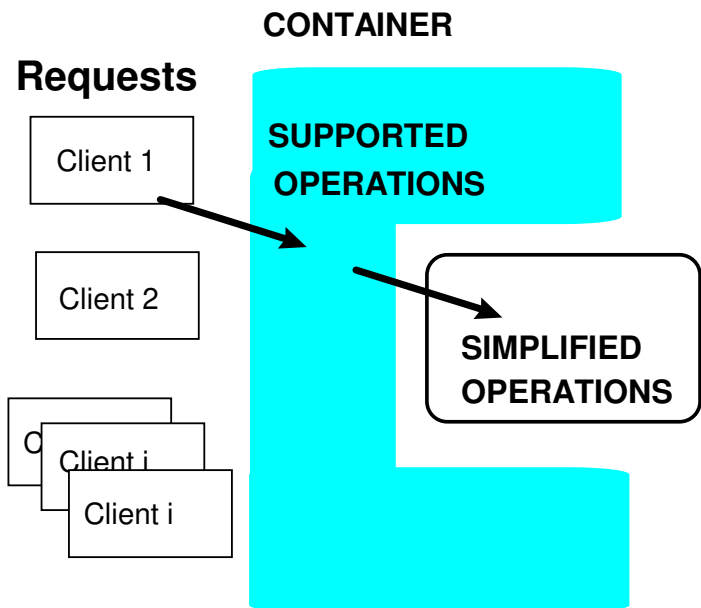 CONTAINER
Requests
SUPPORTED
OPERATIONS
Client 1
Client 2
SIMPLIFIED
OPERATIONS
C
Client i
Client i